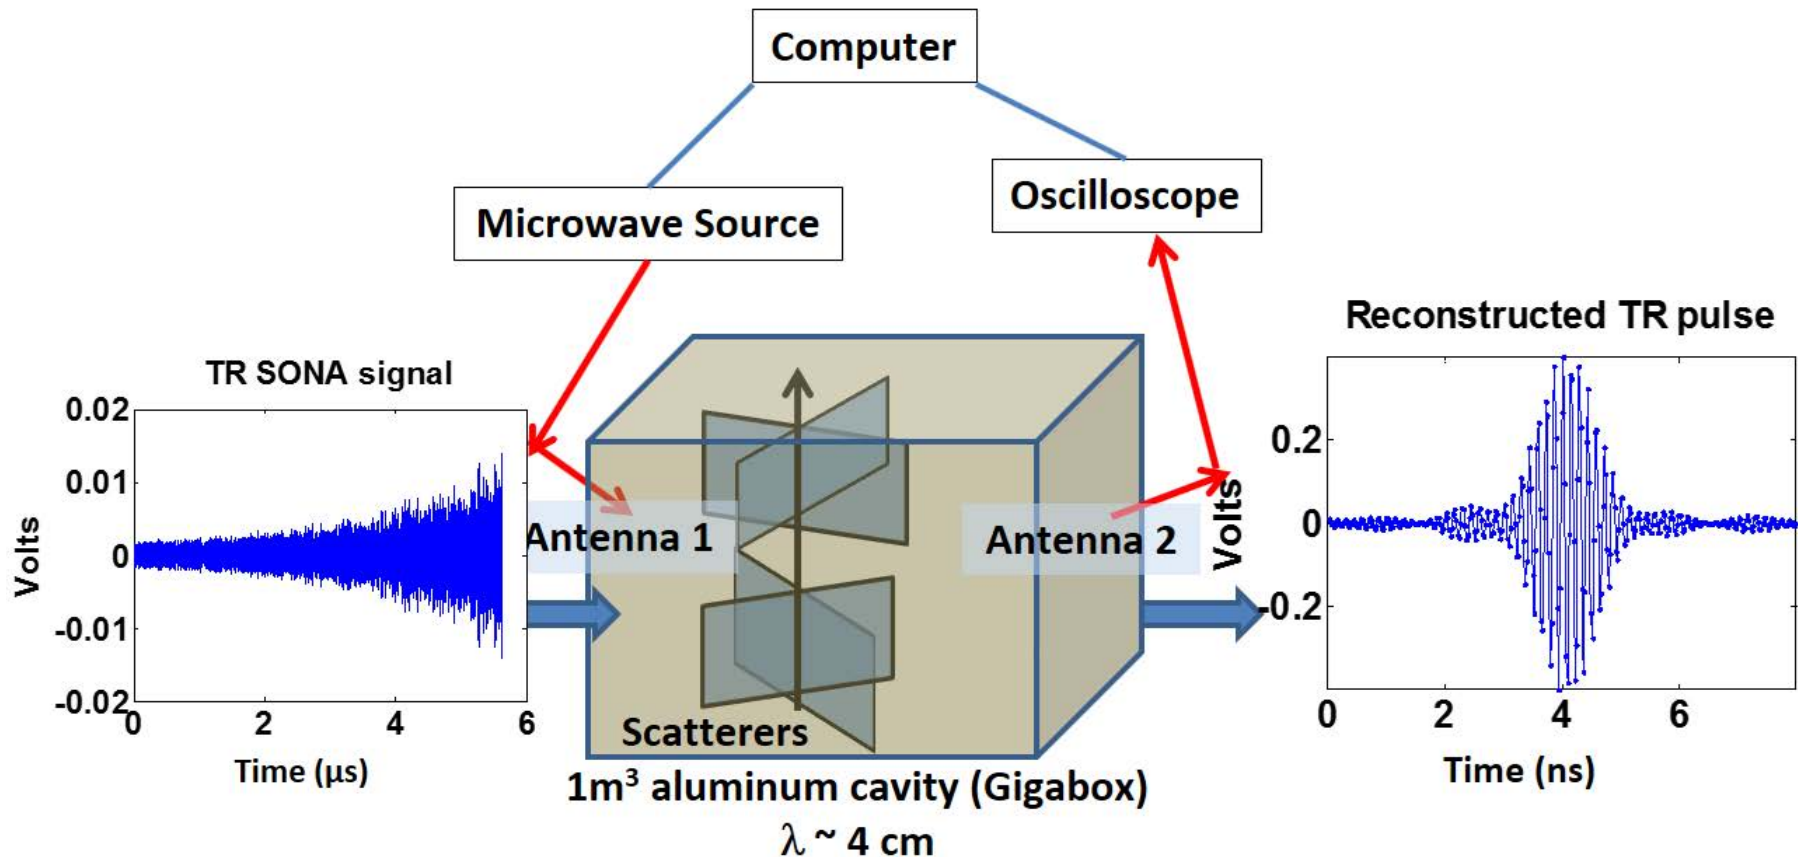 Computer
Microwave Source
Oscilloscope
TR SONA signal
0.02
0.01
0
-0.01
-0.02
Volts
0 2 4 6
Time (µs)
Antenna 1
Antenna 2
Scatterers
1m³ aluminum cavity (Gigabox)
λ ~ 4 cm
Reconstructed TR pulse
0.2
0
-0.2
Volts
0 2 4 6
Time (ns)